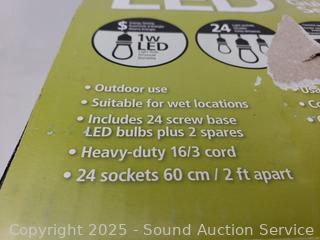 LED
$
1w
LED
24
• Outdoor use
• Suitable for wet locations
• Includes 24 screw base
LED bulbs plus 2 spares
• Heavy-duty 16/3 cord
• 24 sockets 60 cm / 2 ft apart
Copyright 2025 - Sound Auction Service